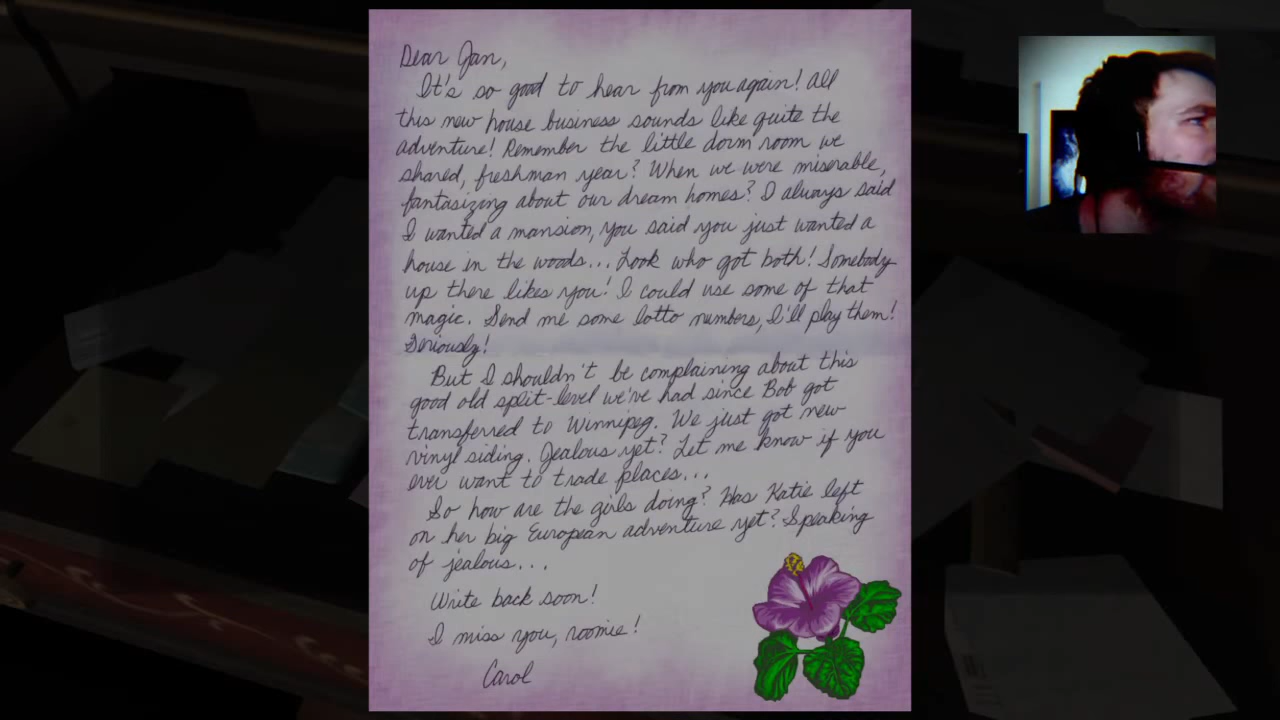 Dear Jan,
It's so good to hear from you again! All
this new house business sounds like quite the
adventure! Remember the little dorm room we
shared, freshman year? When we were miserable,
fantasizing about our dream homes? I always said
I wanted a mansion, you said you just wanted a
house in the woods... Look who got both! Somebody
up there likes you! I could use some of that
magic. Send me some lotto numbers, I'll play them!
Seriously!
But I shouldn't be complaining about this
good old split-level we've had since Bob got
transferred to Winnipeg. We just got new
vinyl siding. Jealous yet? Let me know if you
ever want to trade places...
So how are the girls doing? Has Katie left
on her big European adventure yet? Speaking
of jealous...
Write back soon!
I miss you, roomie!
Carol